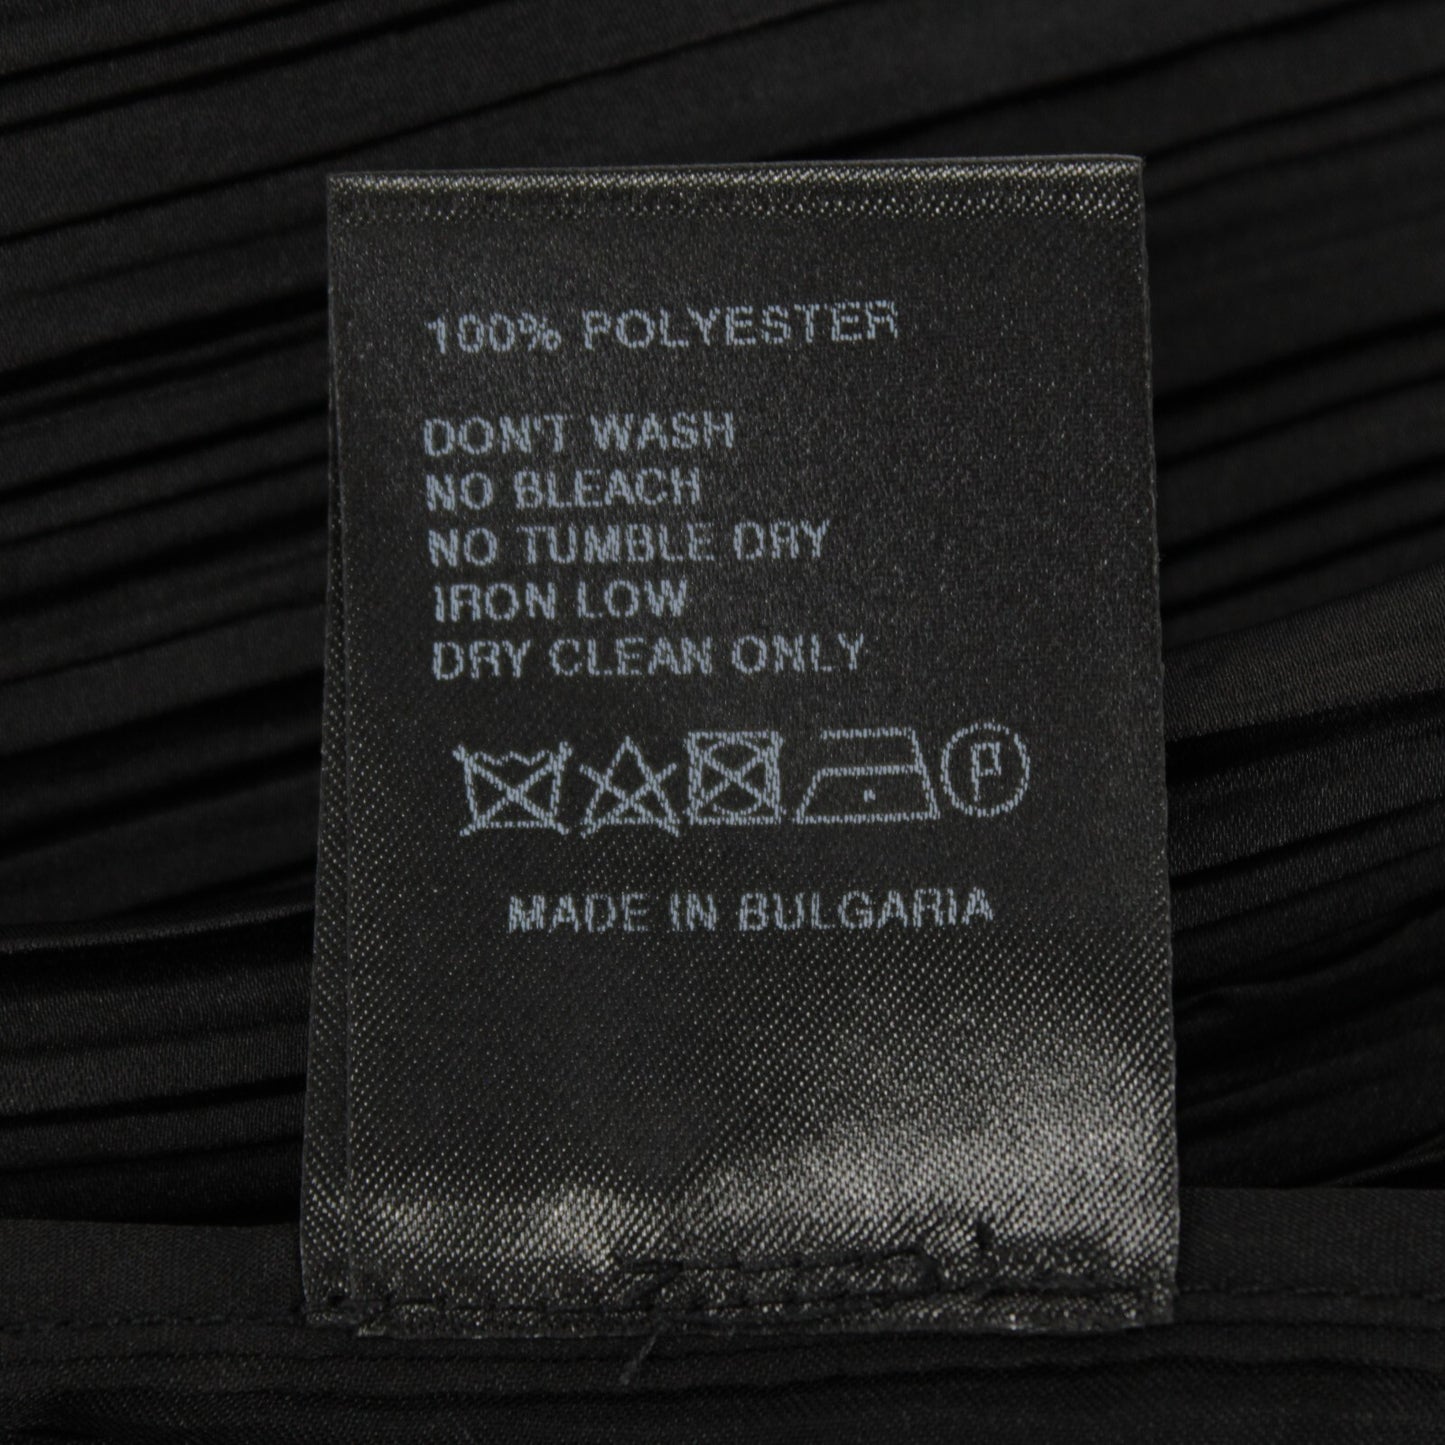 100% POLYESTER
DON'T WASH
NO BLEACH
NO TUMBLE DRY
IRON LOW
DRY CLEAN ONLY
P
MADE IN BULGARIA